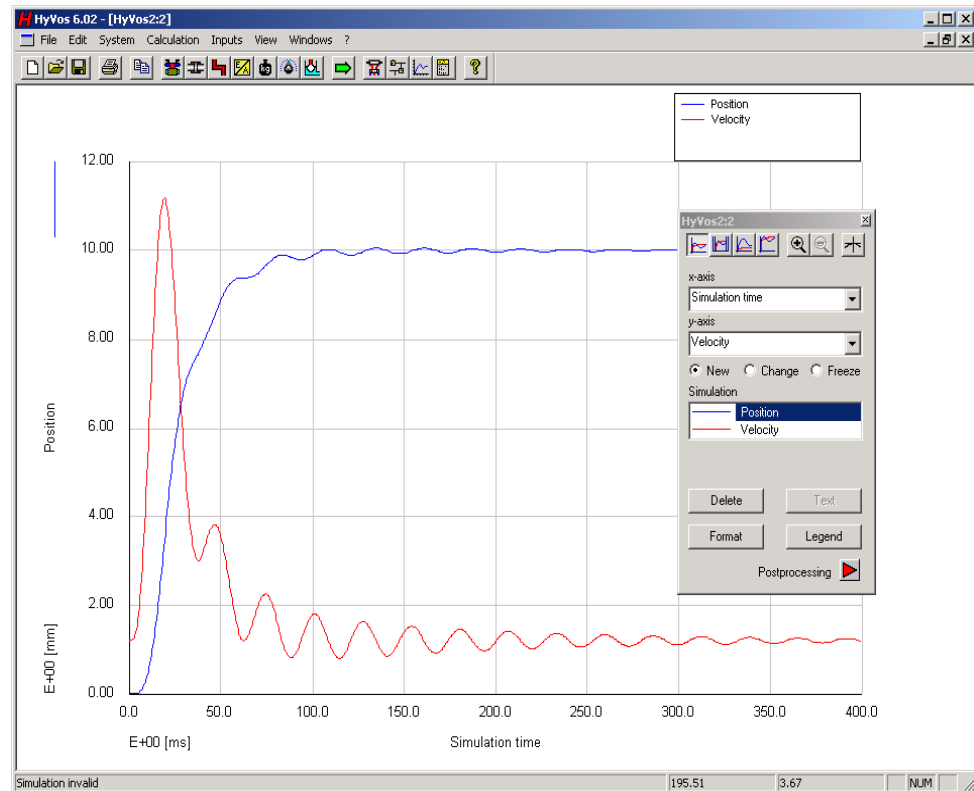 HyVos 6.02 - [HyVos2:2]
File Edit System Calculation Inputs View Windows ?
Position
Velocity
12.00
10.00
8.00
6.00
4.00
2.00
0.00
Position
E+00 [mm]
0.0 50.0 100.0 150.0 200.0 250.0 300.0 350.0 400.0
E+00 [ms] Simulation time
HyVos2:2
x-axis
Simulation time
y-axis
Velocity
New Change Freeze
Simulation
Position
Velocity
Delete Text
Format Legend
Postprocessing
Simulation invalid 195.51 3.67 NUM